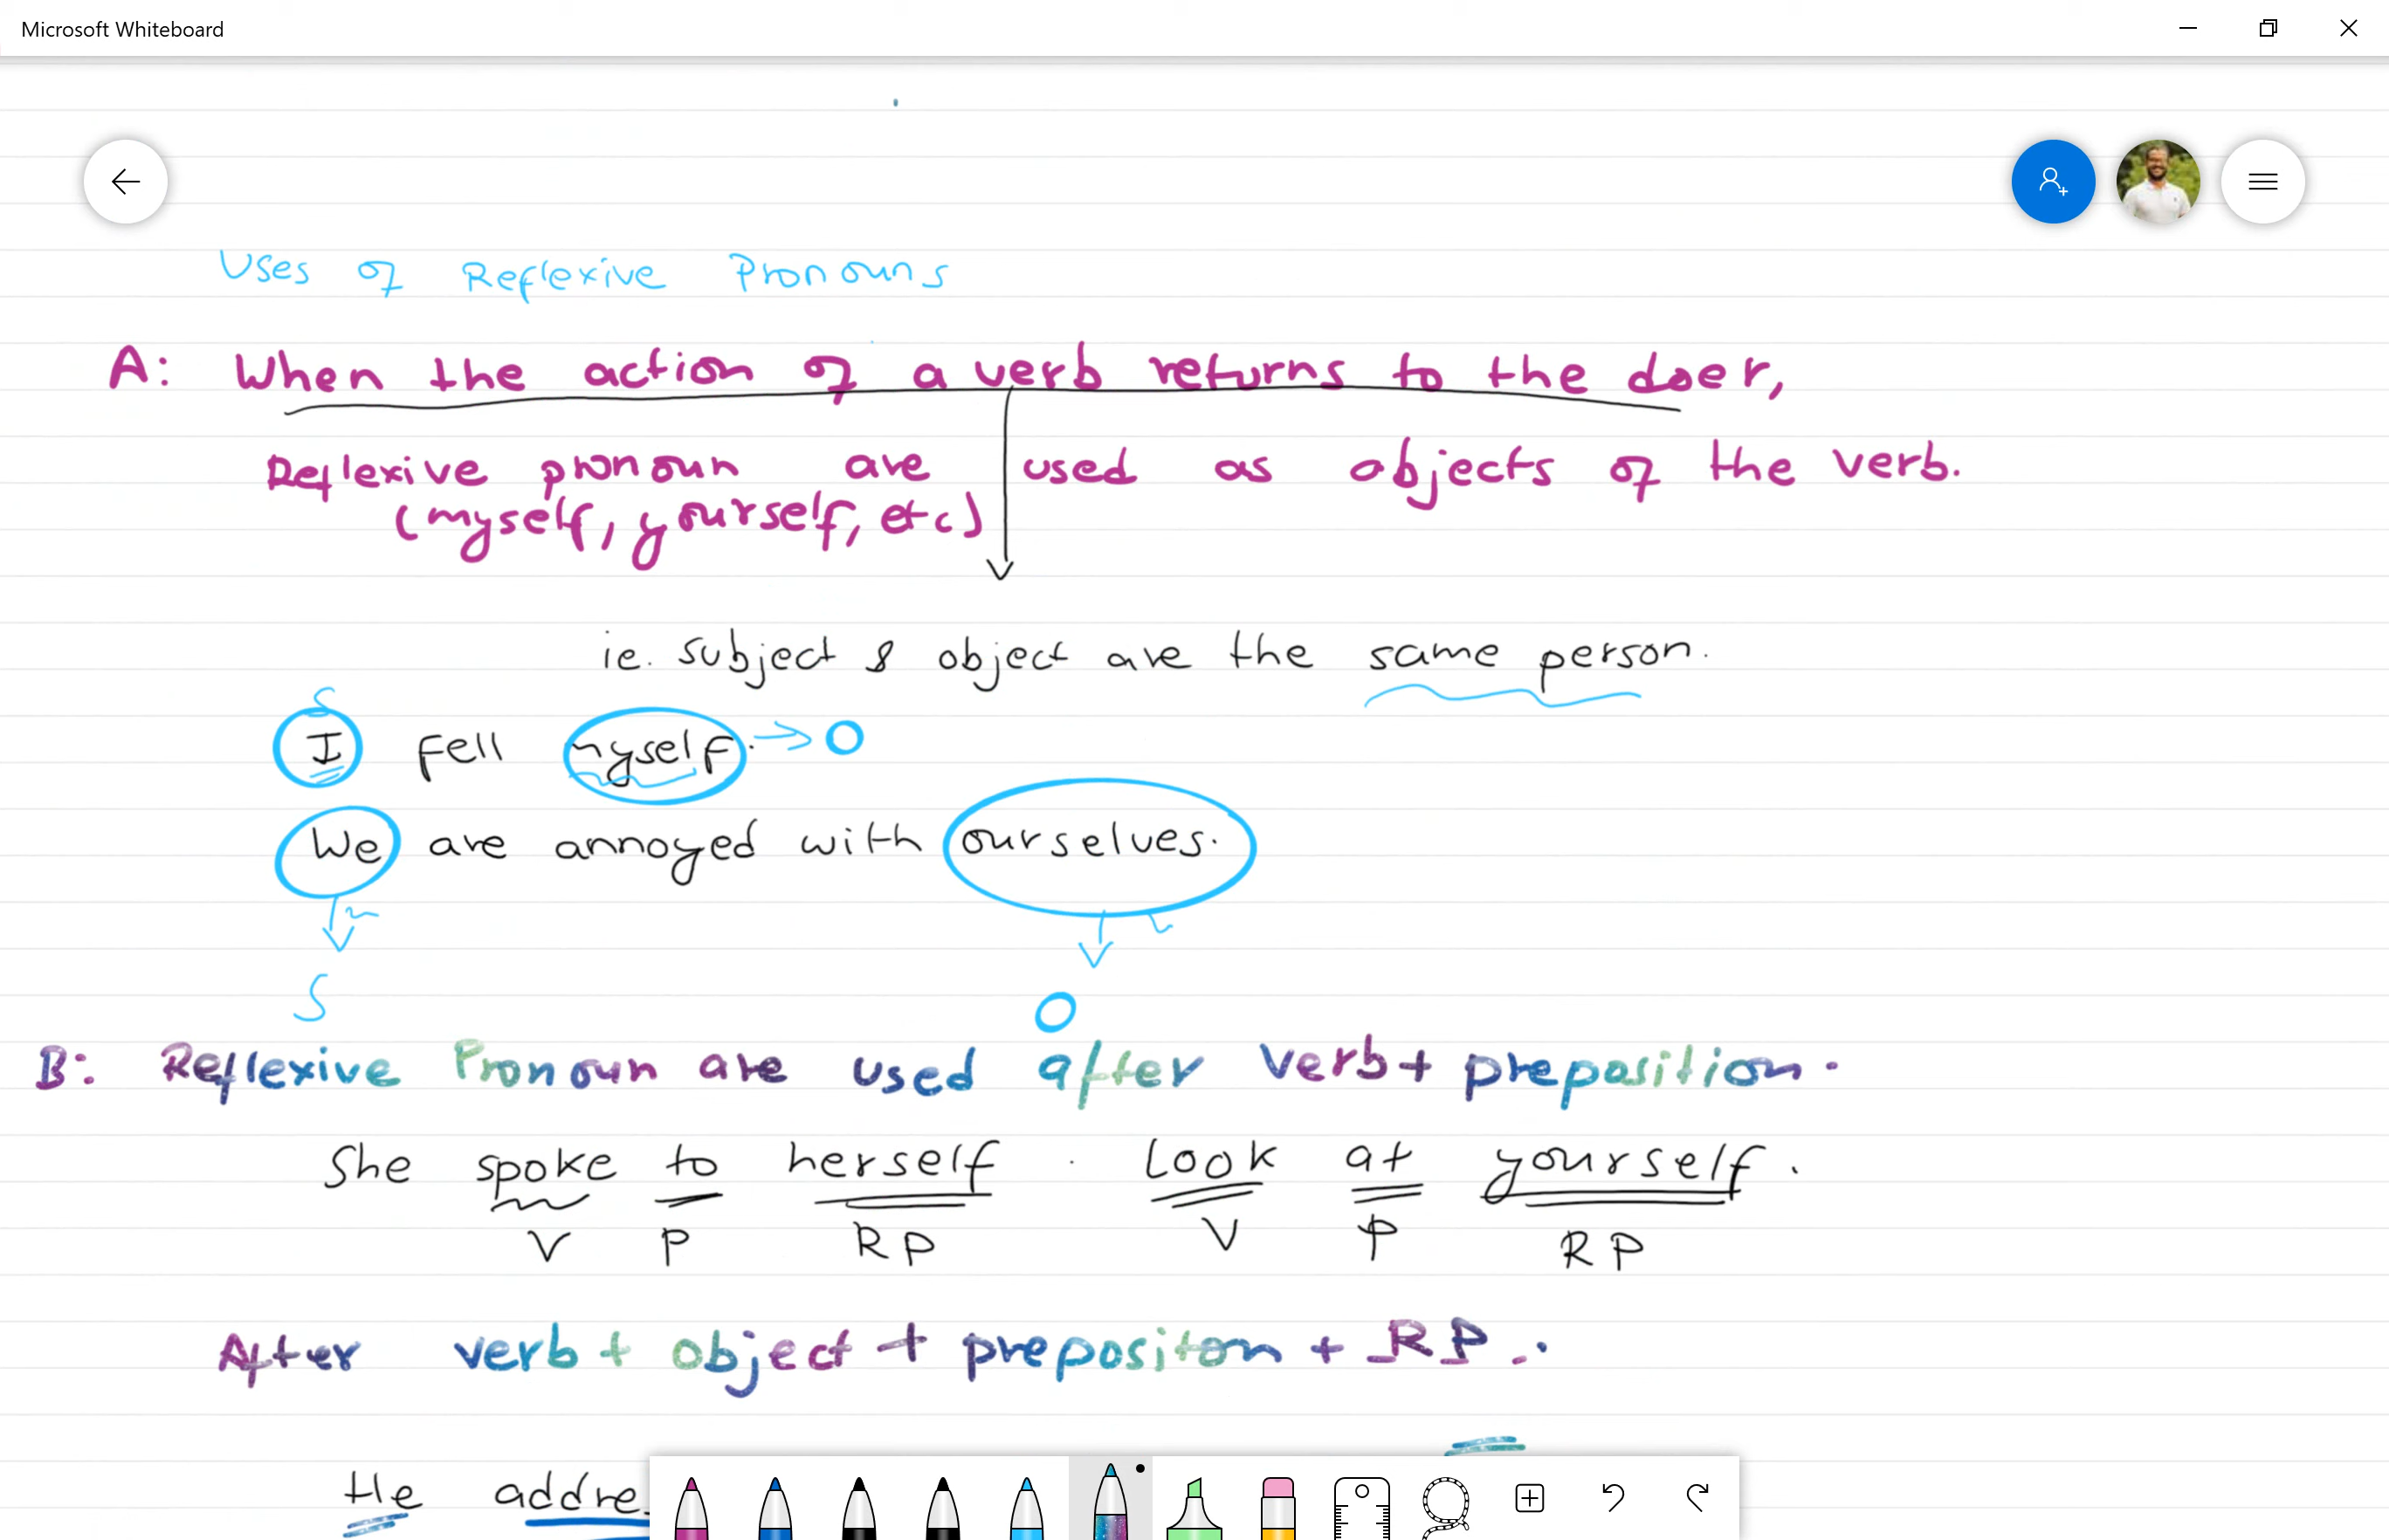 Microsoft Whiteboard
Uses of Reflexive Pronouns
A: When the action of a verb returns to the doer,
Reflexive pronoun are used as objects of the verb.
(myself, yourself, etc)
ie. subject & object are the same person.
S
I fell myself. → O
We are annoyed with ourselves.
S O
B: Reflexive Pronoun are used after verb + preposition.
She spoke to herself. Look at yourself.
V P RP V P RP
After verb + object + prepositon + RP..
He addre